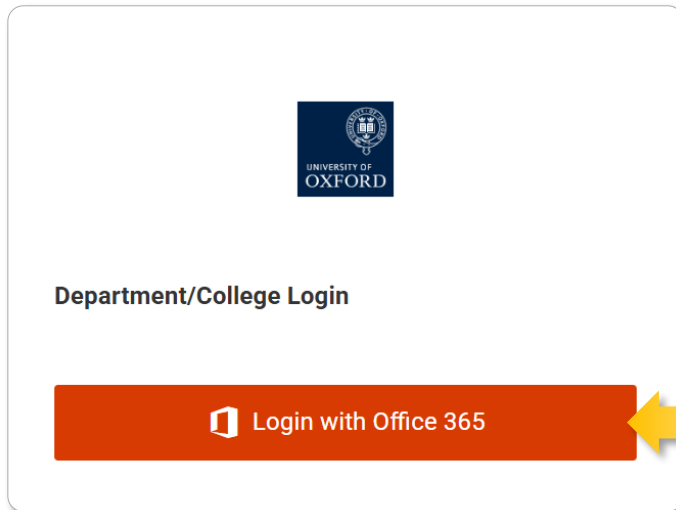 UNIVERSITY OF
OXFORD
Department/College Login
Login with Office 365